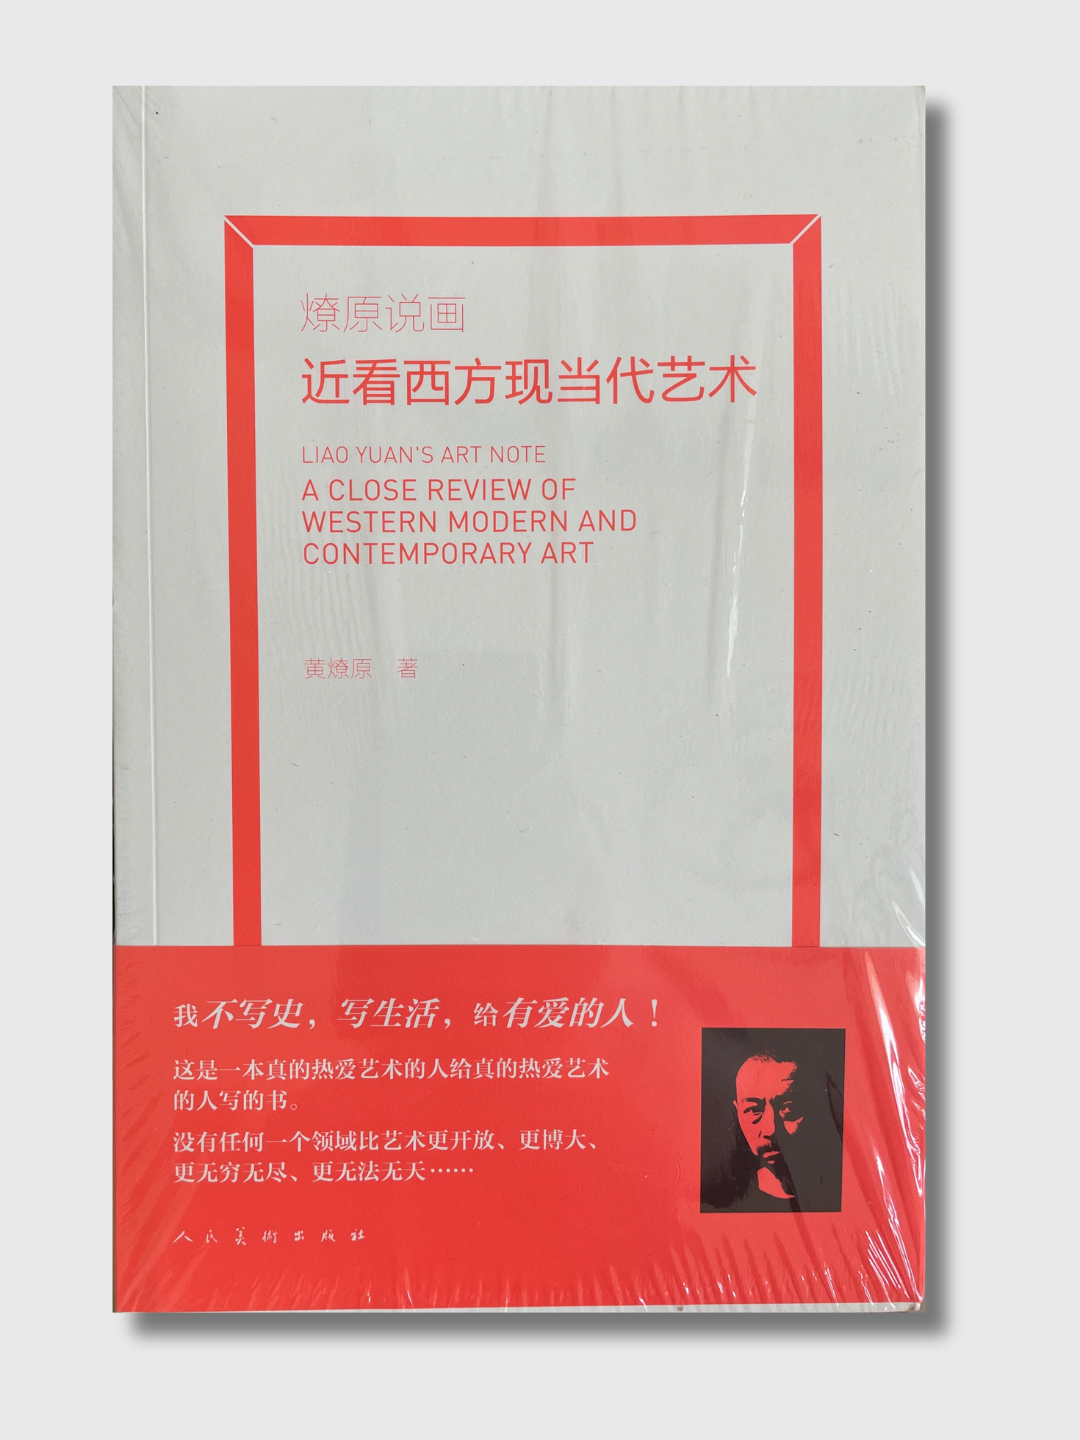 燎原说画
近看西方现当代艺术
LIAO YUAN'S ART NOTE
A CLOSE REVIEW OF
WESTERN MODERN AND
CONTEMPORARY ART
黄燎原 著
我不写史，写生活，给有爱的人！
这是一本真的热爱艺术的人给真的热爱艺术
的人写的书。
没有任何一个领域比艺术更开放、更博大、
更无穷无尽、更无法无天……
人民美術出版社